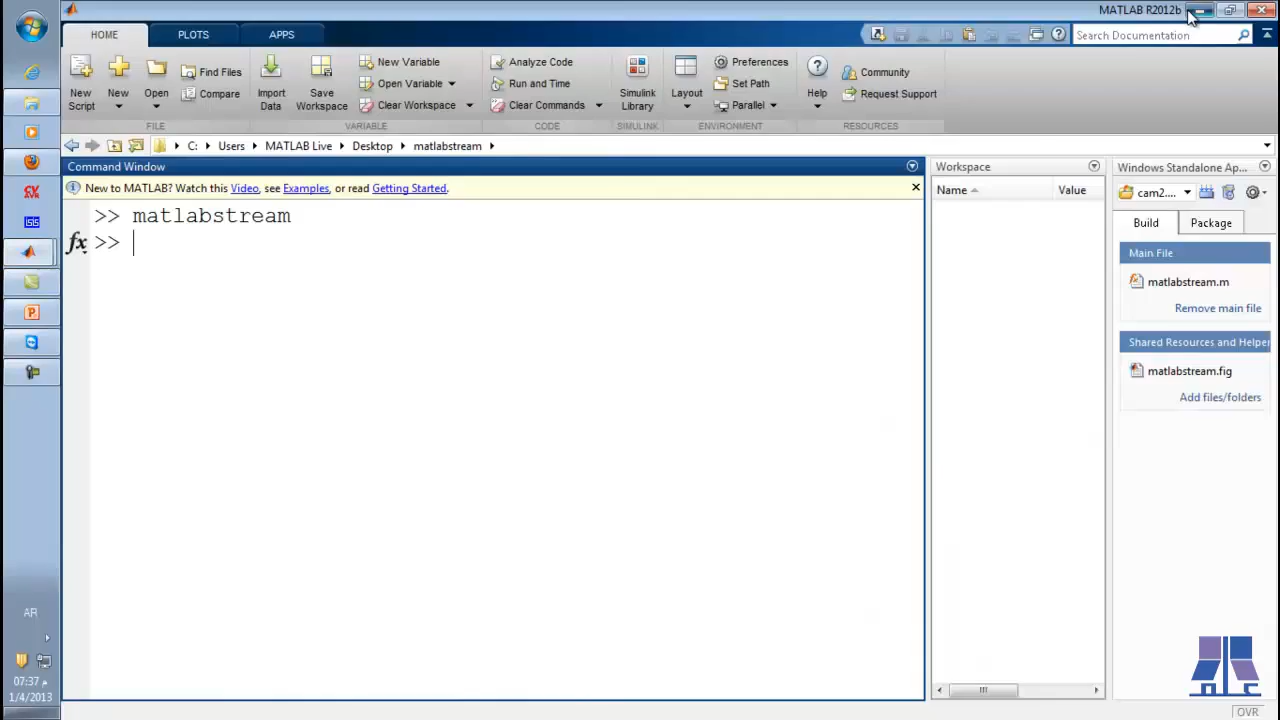 MATLAB R2012b
HOME PLOTS APPS
Search Documentation
New Script
New
Open
Find Files
Compare
FILE
Import Data
Save Workspace
New Variable
Open Variable
Clear Workspace
VARIABLE
Analyze Code
Run and Time
Clear Commands
CODE
Simulink Library
SIMULINK
Layout
Preferences
Set Path
Parallel
ENVIRONMENT
Help
Community
Request Support
RESOURCES
C: Users MATLAB Live Desktop matlabstream
Command Window
New to MATLAB? Watch this Video, see Examples, or read Getting Started.
>> matlabstream
fx >>
Workspace
Name Value
Windows Standalone Ap...
cam2....
Build Package
Main File
matlabstream.m
Remove main file
Shared Resources and Helper
matlabstream.fig
Add files/folders
AR
07:37 م
1/4/2013
OVR